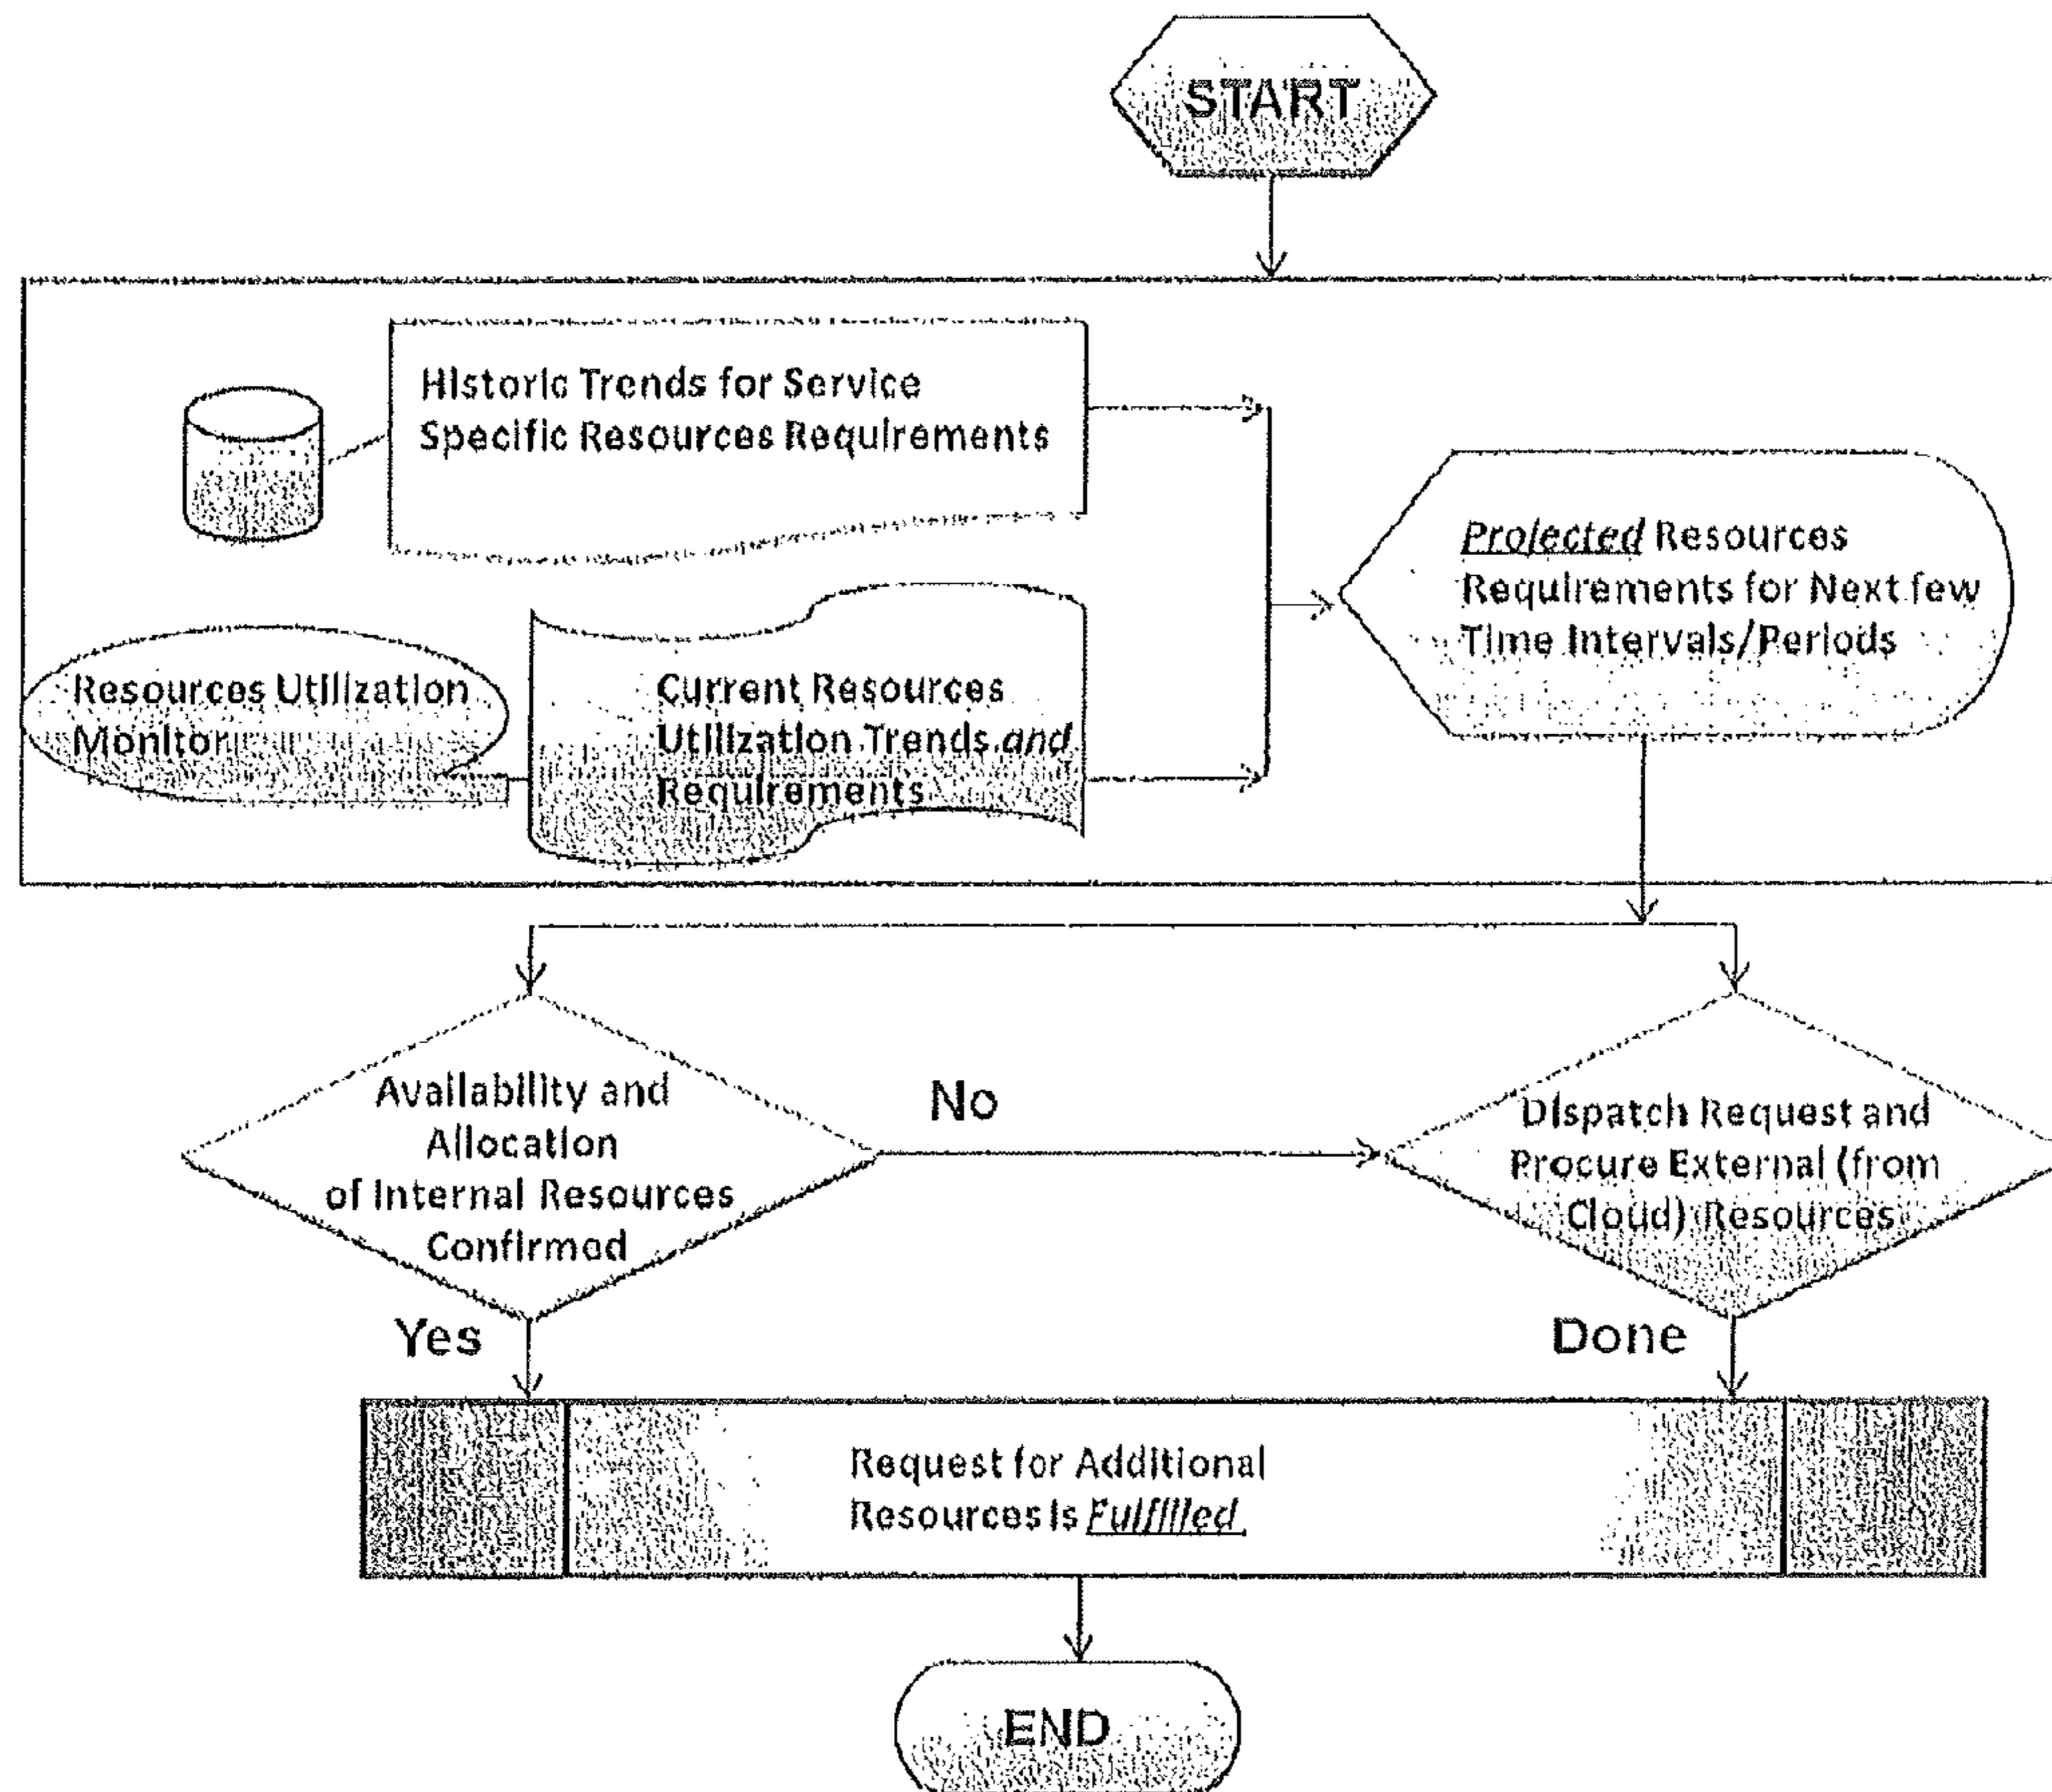 START
Historic Trends for Service
Specific Resources Requirements
Projected Resources
Requirements for Next few
Time Intervals/Periods
Resources Utilization
Monitor
Current Resources
Utilization Trends and
Requirements
Availability and
Allocation
of Internal Resources
Confirmed
No
Dispatch Request and
Procure External (from
Cloud) Resources
Yes
Done
Request for Additional
Resources is Fulfilled
END